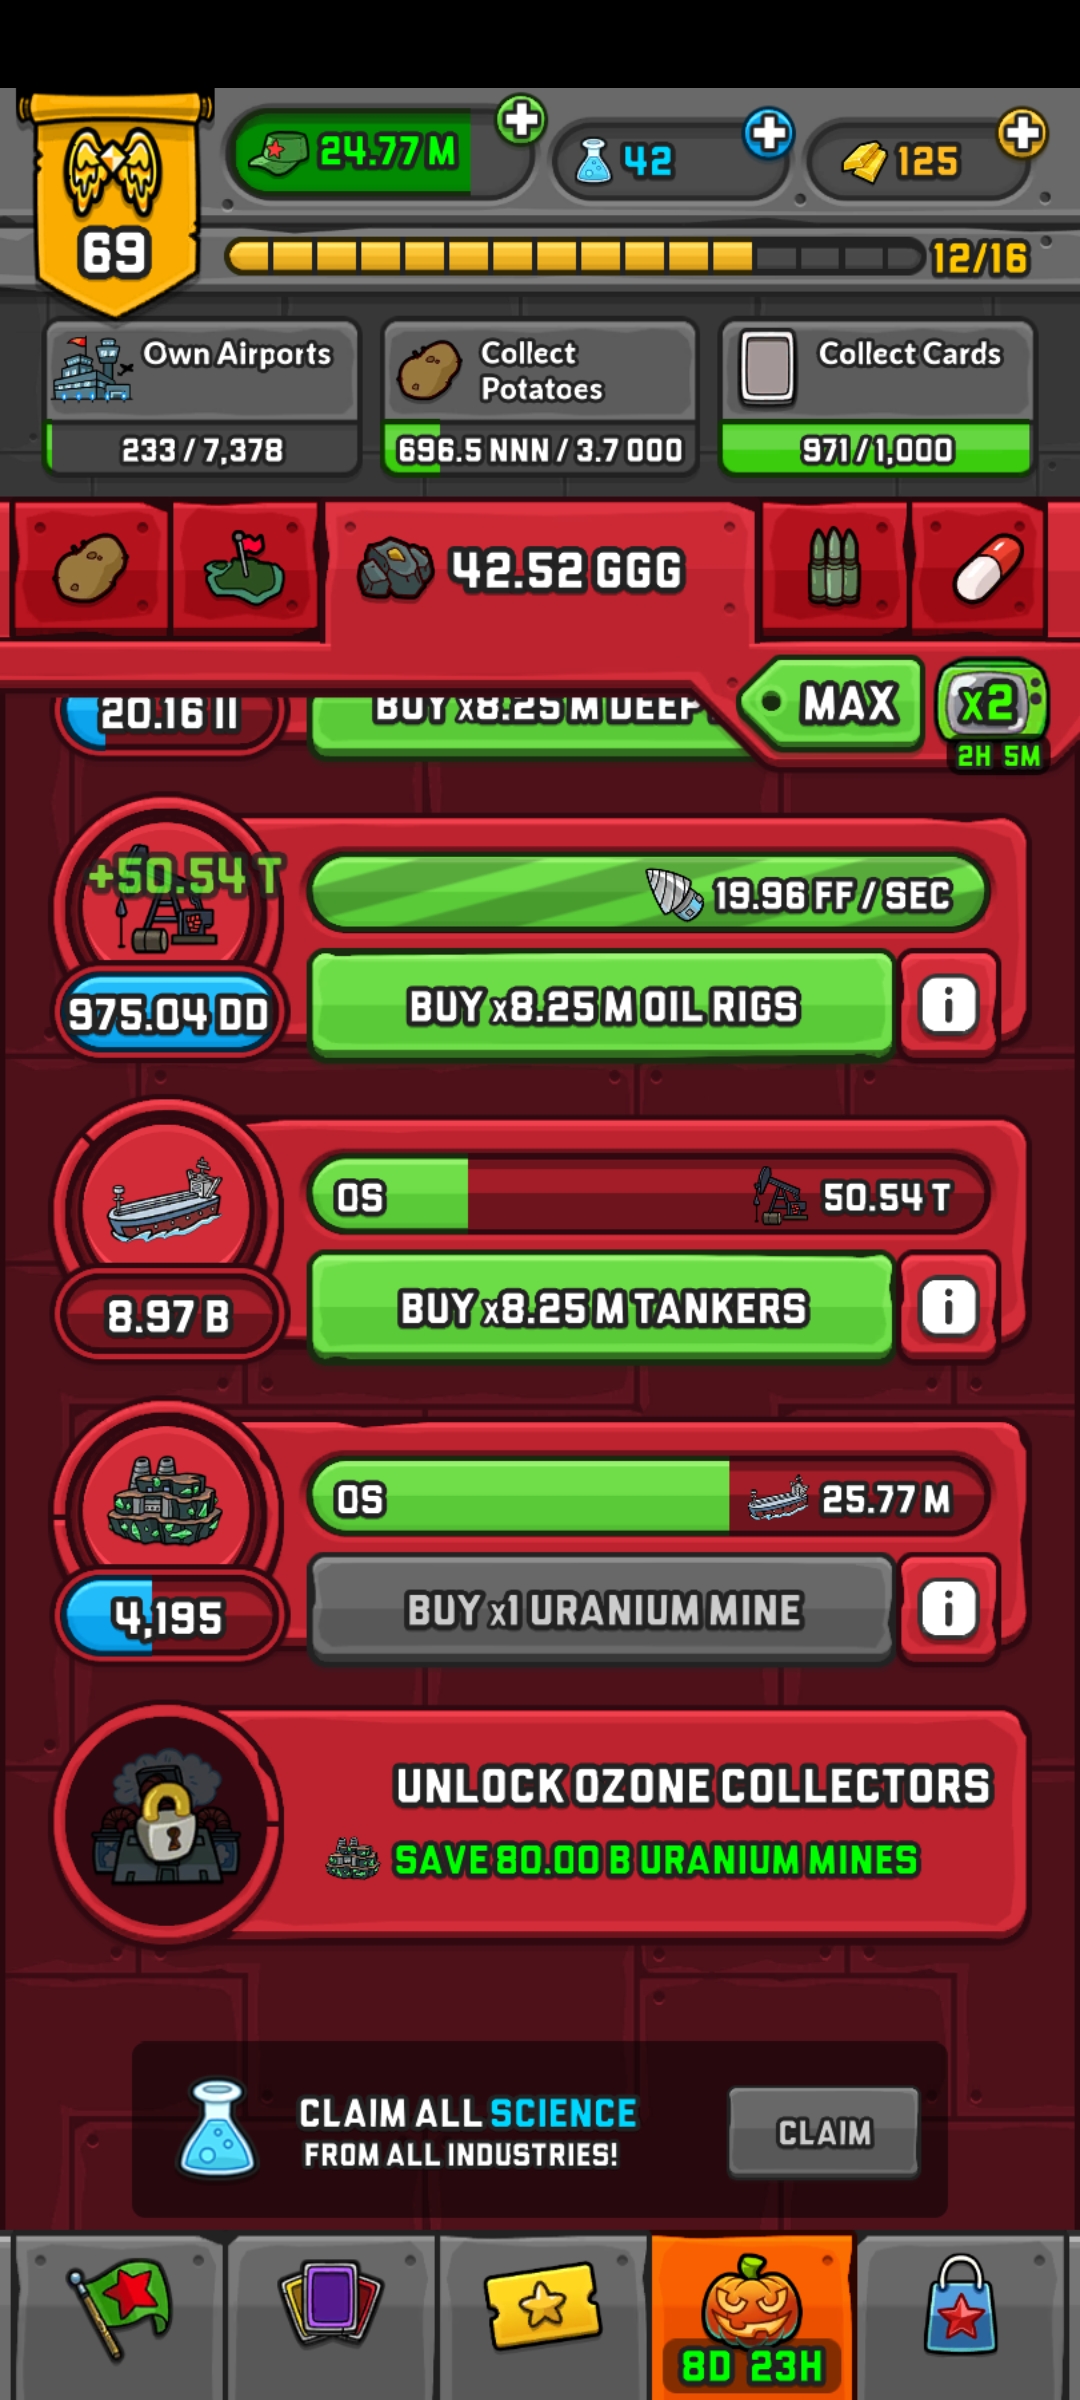 24.77 M
42
125
69
12/16
Own Airports
233 / 7,378
Collect
Potatoes
696.5 NNN / 3.7 OOO
Collect Cards
971 / 1,000
42.52 GGG
MAX
x2
2H 5M
20.16 II
BUY x8.25 M DEEP
+50.54 T
19.96 FF / SEC
975.04 DD
BUY x8.25 M OIL RIGS
0S
50.54 T
8.97 B
BUY x8.25 M TANKERS
0S
25.77 M
4,195
BUY x1 URANIUM MINE
UNLOCK OZONE COLLECTORS
SAVE 80.00 B URANIUM MINES
CLAIM ALL SCIENCE
FROM ALL INDUSTRIES!
CLAIM
8D 23H